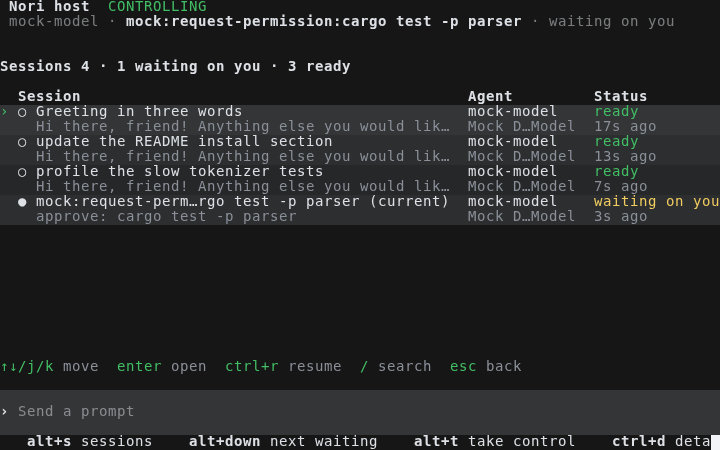 Nori host  CONTROLLING
mock-model · mock:request-permission:cargo test -p parser · waiting on you
Sessions 4 · 1 waiting on you · 3 ready
Session Agent Status
› ○ Greeting in three words mock-model ready
Hi there, friend! Anything else you would lik… Mock D…Model 17s ago
○ update the README install section mock-model ready
Hi there, friend! Anything else you would lik… Mock D…Model 13s ago
○ profile the slow tokenizer tests mock-model ready
Hi there, friend! Anything else you would lik… Mock D…Model 7s ago
● mock:request-perm…rgo test -p parser (current) mock-model waiting on you
approve: cargo test -p parser Mock D…Model 3s ago
↑↓/j/k move  enter open  ctrl+r resume  / search  esc back
› Send a prompt
alt+s sessions    alt+down next waiting    alt+t take control    ctrl+d deta